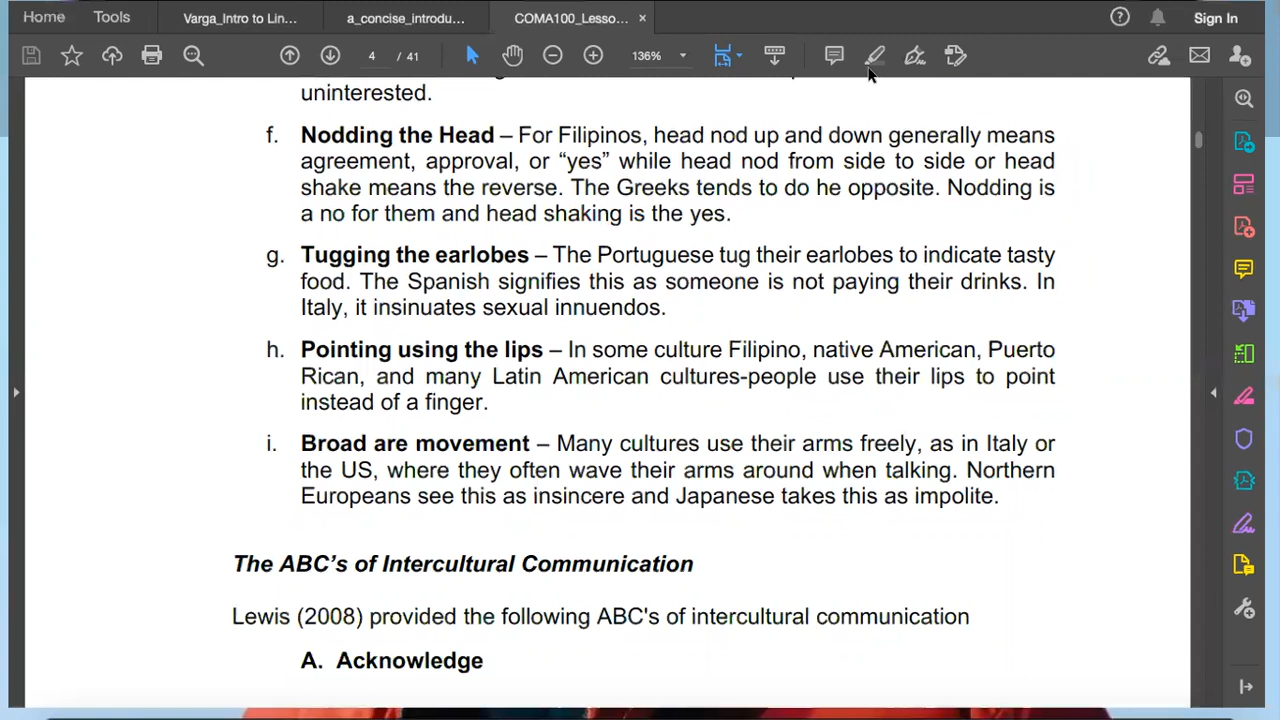 Home Tools Varga_Intro to Lin... a_concise_introdu... COMA100_Lesso... × Sign In
4 / 41 136%
uninterested.
f. Nodding the Head – For Filipinos, head nod up and down generally means
agreement, approval, or “yes” while head nod from side to side or head
shake means the reverse. The Greeks tends to do he opposite. Nodding is
a no for them and head shaking is the yes.
g. Tugging the earlobes – The Portuguese tug their earlobes to indicate tasty
food. The Spanish signifies this as someone is not paying their drinks. In
Italy, it insinuates sexual innuendos.
h. Pointing using the lips – In some culture Filipino, native American, Puerto
Rican, and many Latin American cultures-people use their lips to point
instead of a finger.
i. Broad are movement – Many cultures use their arms freely, as in Italy or
the US, where they often wave their arms around when talking. Northern
Europeans see this as insincere and Japanese takes this as impolite.
The ABC’s of Intercultural Communication
Lewis (2008) provided the following ABC's of intercultural communication
A. Acknowledge